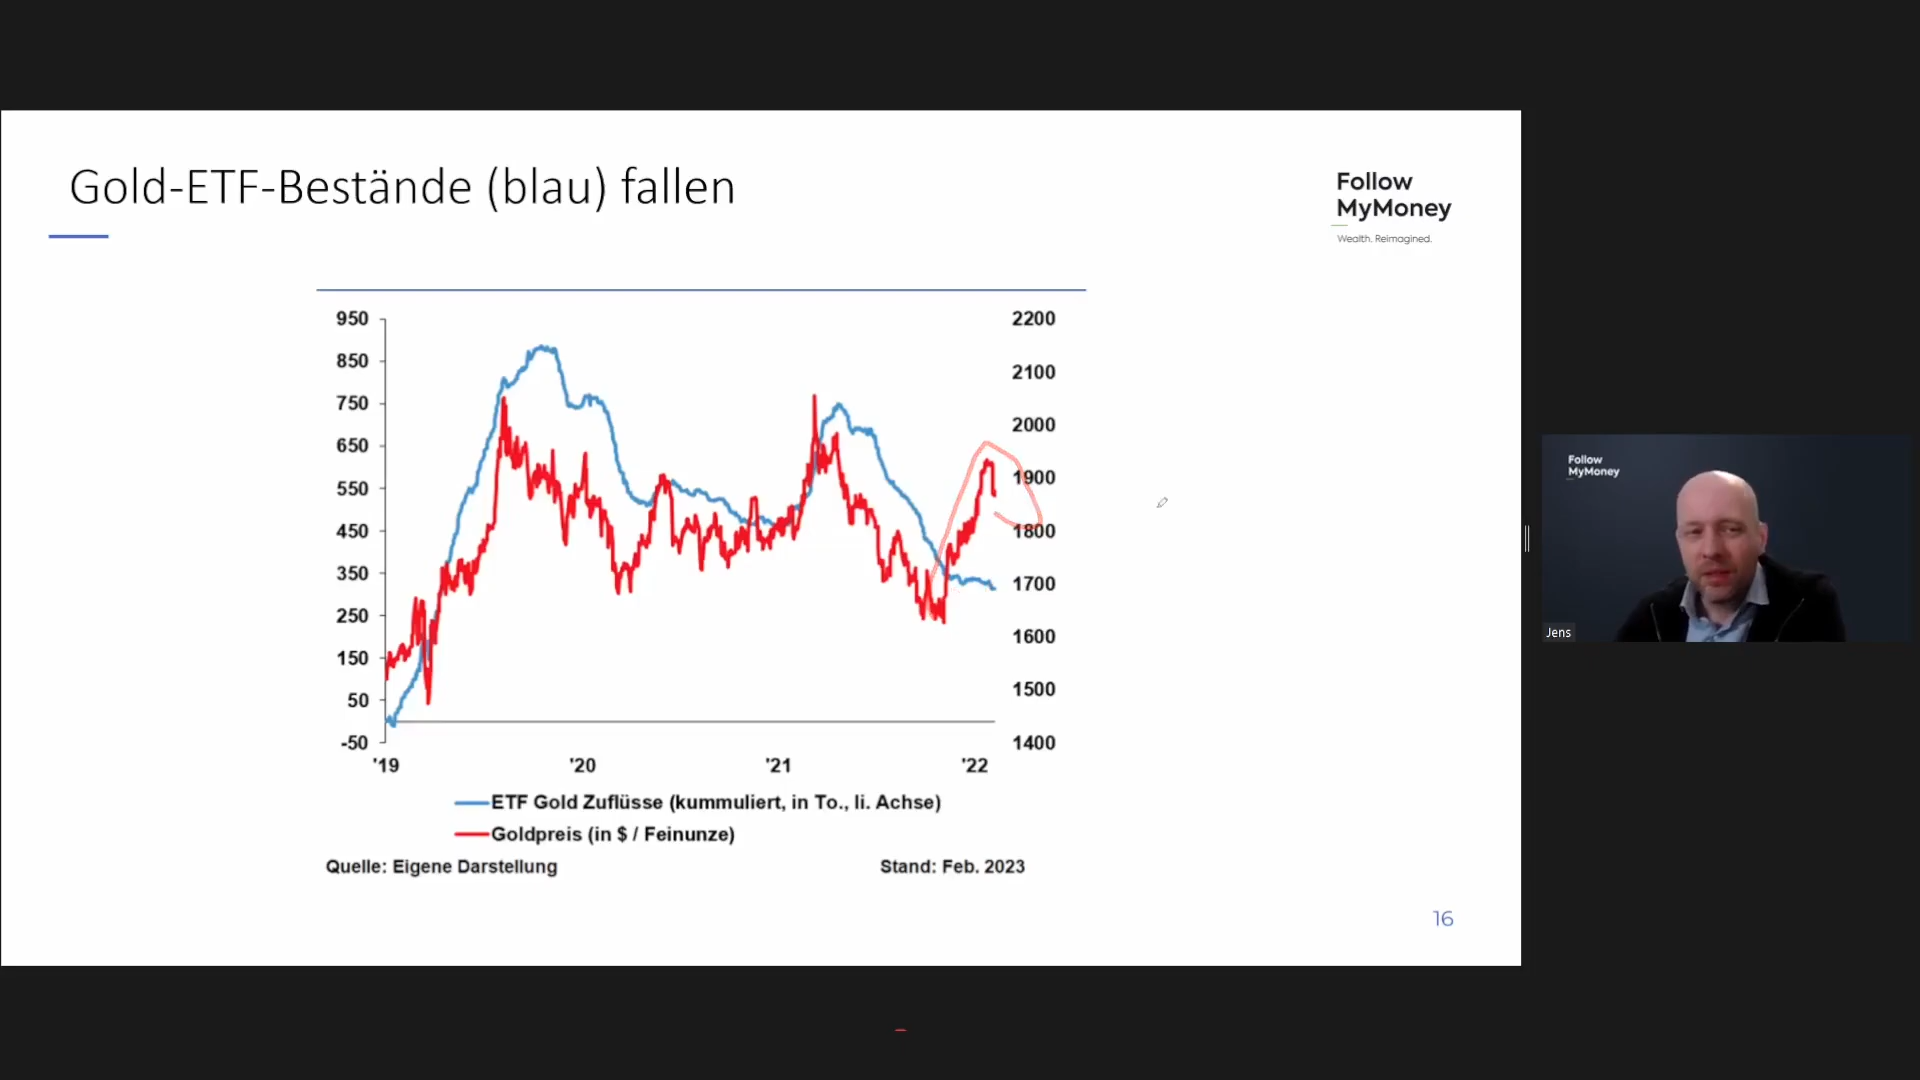 Gold-ETF-Bestände (blau) fallen
Follow
MyMoney
Wealth. Reimagined.
950
850
750
650
550
450
350
250
150
50
-50
2200
2100
2000
1900
1800
1700
1600
1500
1400
'19
'20
'21
'22
ETF Gold Zuflüsse (kummuliert, in To., li. Achse)
Goldpreis (in $ / Feinunze)
Quelle: Eigene Darstellung
Stand: Feb. 2023
16
Follow
MyMoney
Jens